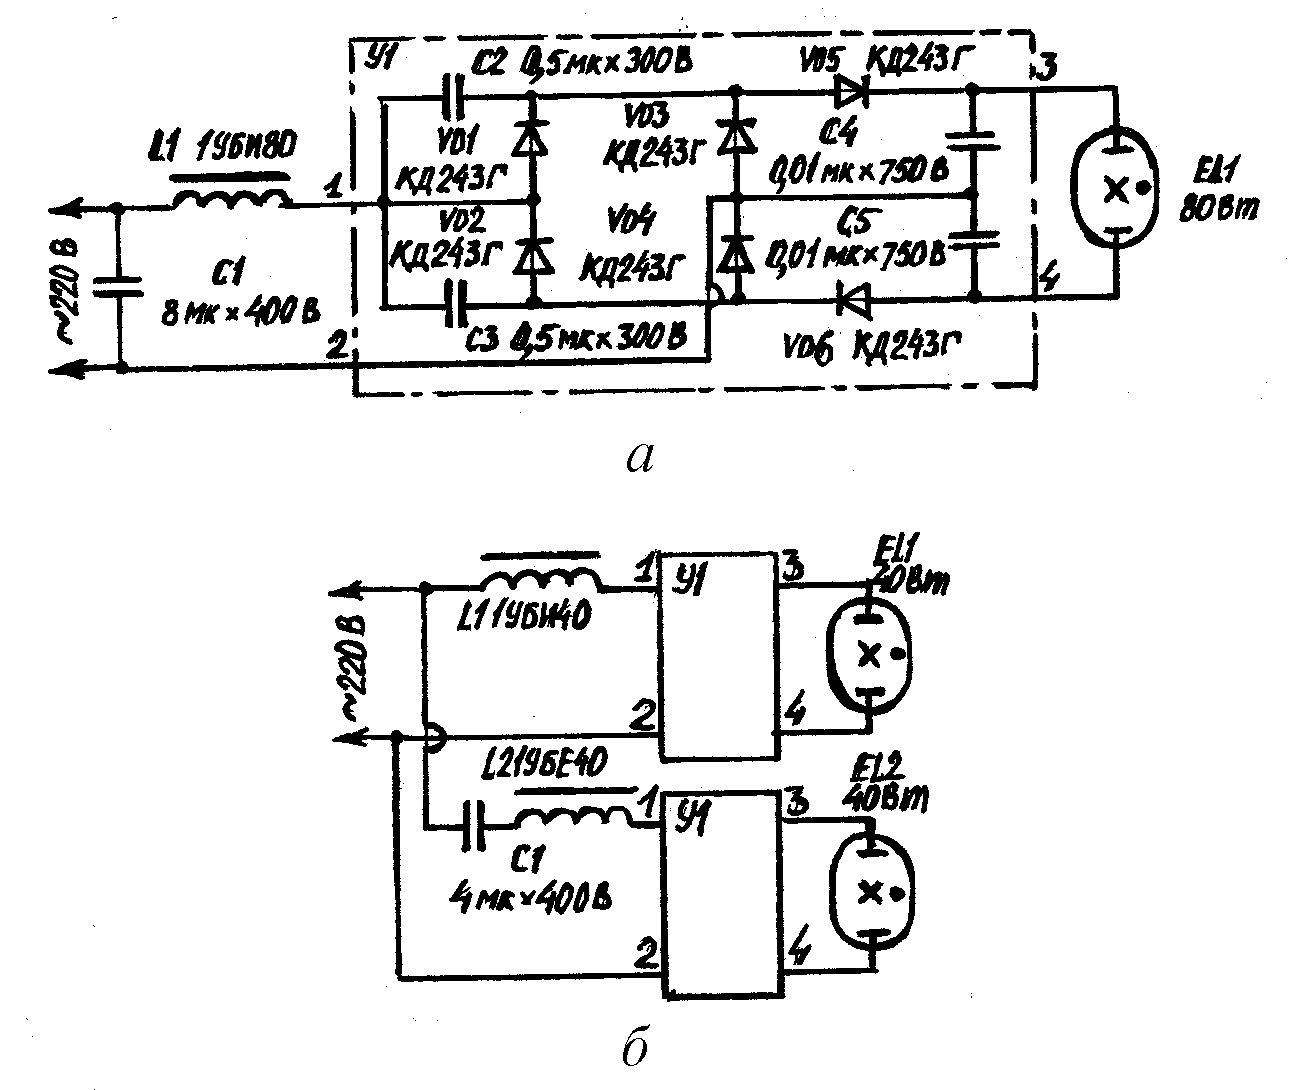 У1
C2 0,5мк×300В
VD5 КД243Г
3
L1 1УБИ80
1
VD1
КД243Г
VD3
КД243Г
C4
0,01мк×750В
EL1
80Вт
~220В
C1
8мк×400В
VD2
КД243Г
VD4
КД243Г
C5
0,01мк×750В
4
2
C3 0,5мк×300В
VD6 КД243Г
а
EL1
40Вт
1
У1
3
L1 1УБИ40
~220В
2
4
L2 1УБЕ40
EL2
40Вт
1
У1
3
C1
4мк×400В
2
4
б